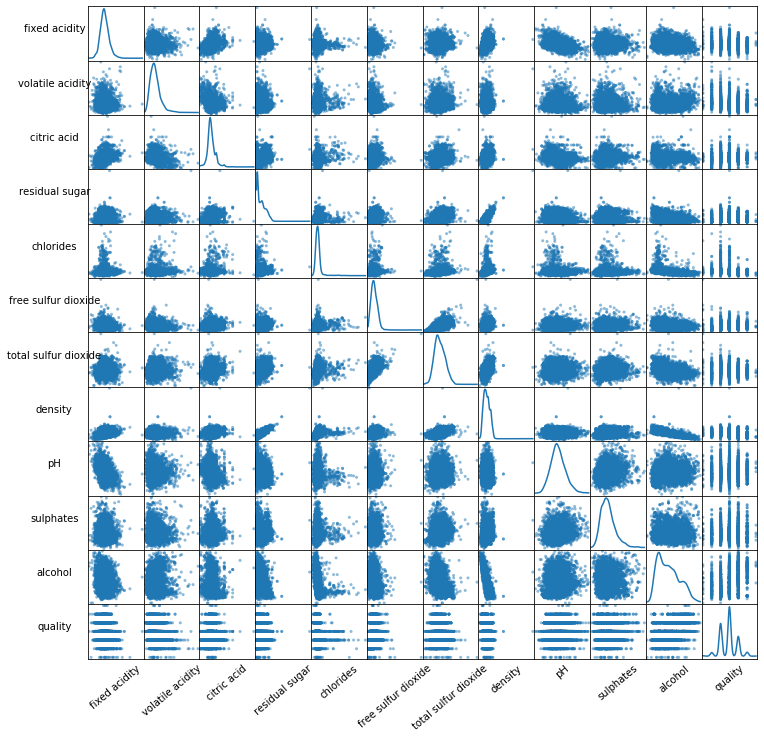 fixed acidity
volatile acidity
citric acid
residual sugar
chlorides
free sulfur dioxide
total sulfur dioxide
density
pH
sulphates
alcohol
quality
fixed acidity
volatile acidity
citric acid
residual sugar
chlorides
free sulfur dioxide
total sulfur dioxide
density
pH
sulphates
alcohol
quality